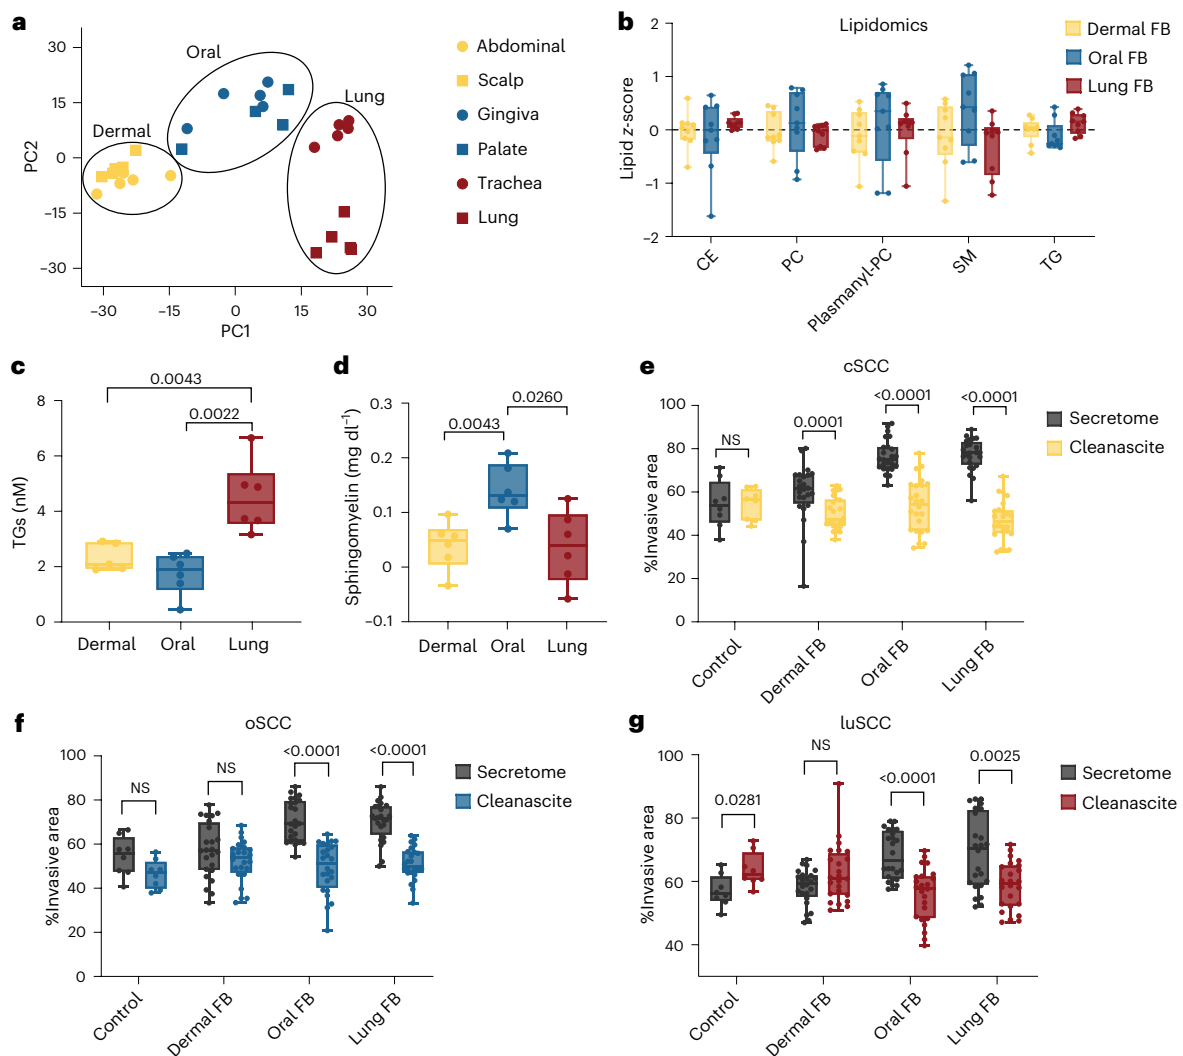 a
30
15
0
−15
−30
PC2
−30
−15
0
15
30
PC1
Dermal
Oral
Lung
Abdominal
Scalp
Gingiva
Palate
Trachea
Lung
b
Lipidomics
2
1
0
−1
−2
Lipid z-score
CE
PC
Plasmanyl-PC
SM
TG
Dermal FB
Oral FB
Lung FB
c
0.0043
0.0022
8
6
4
2
0
TGs (nM)
Dermal
Oral
Lung
d
0.0260
0.0043
0.3
0.2
0.1
0
−0.1
Sphingomyelin (mg dl−1)
Dermal
Oral
Lung
e
cSCC
NS
0.0001
<0.0001
<0.0001
100
80
60
40
20
0
%Invasive area
Control
Dermal FB
Oral FB
Lung FB
Secretome
Cleanascite
f
oSCC
NS
NS
<0.0001
<0.0001
100
80
60
40
20
0
%Invasive area
Control
Dermal FB
Oral FB
Lung FB
Secretome
Cleanascite
g
luSCC
0.0281
NS
<0.0001
0.0025
100
80
60
40
%Invasive area
Control
Dermal FB
Oral FB
Lung FB
Secretome
Cleanascite